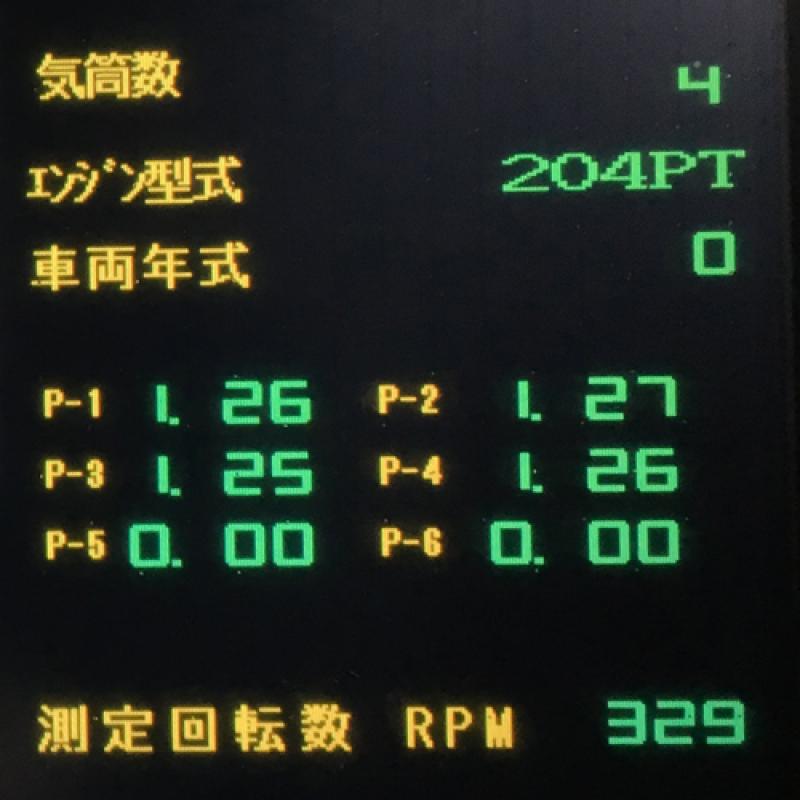 気筒数 4
エンジン型式 204PT
車両年式 0
P-1 1.26 P-2 1.27
P-3 1.25 P-4 1.26
P-5 0.00 P-6 0.00
測定回転数 RPM 329